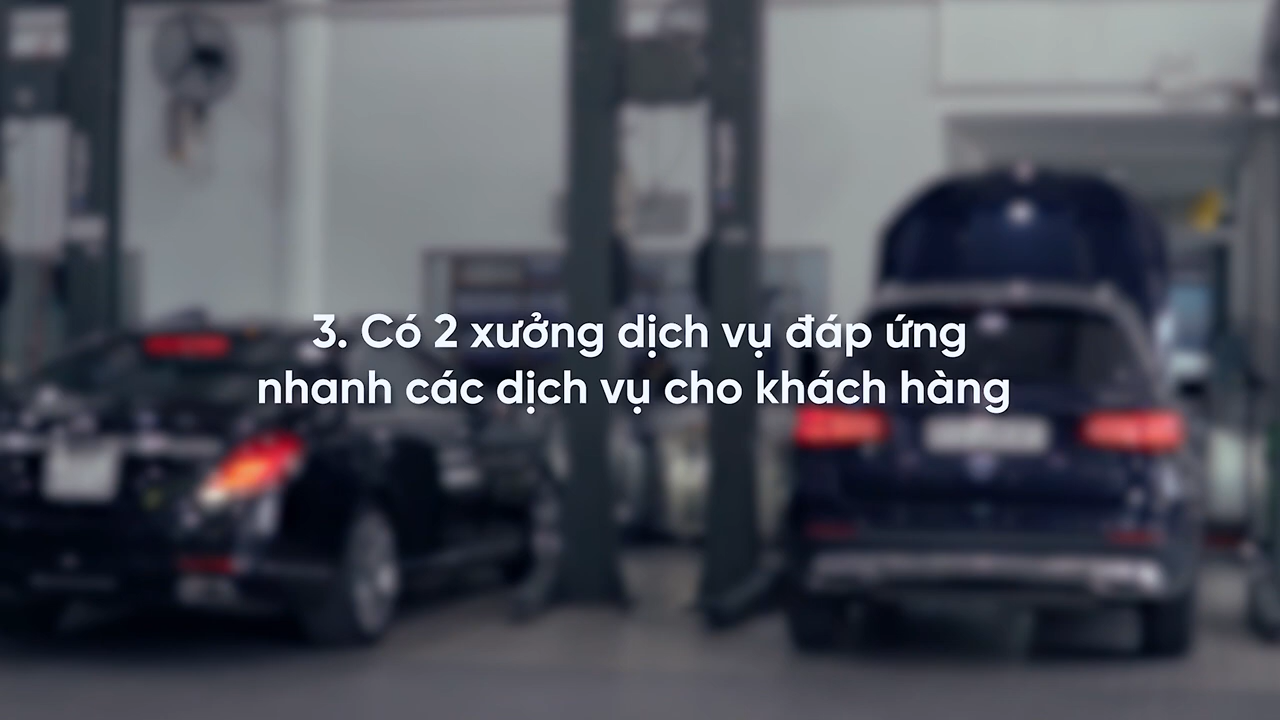 3. Có 2 xưởng dịch vụ đáp ứng
nhanh các dịch vụ cho khách hàng